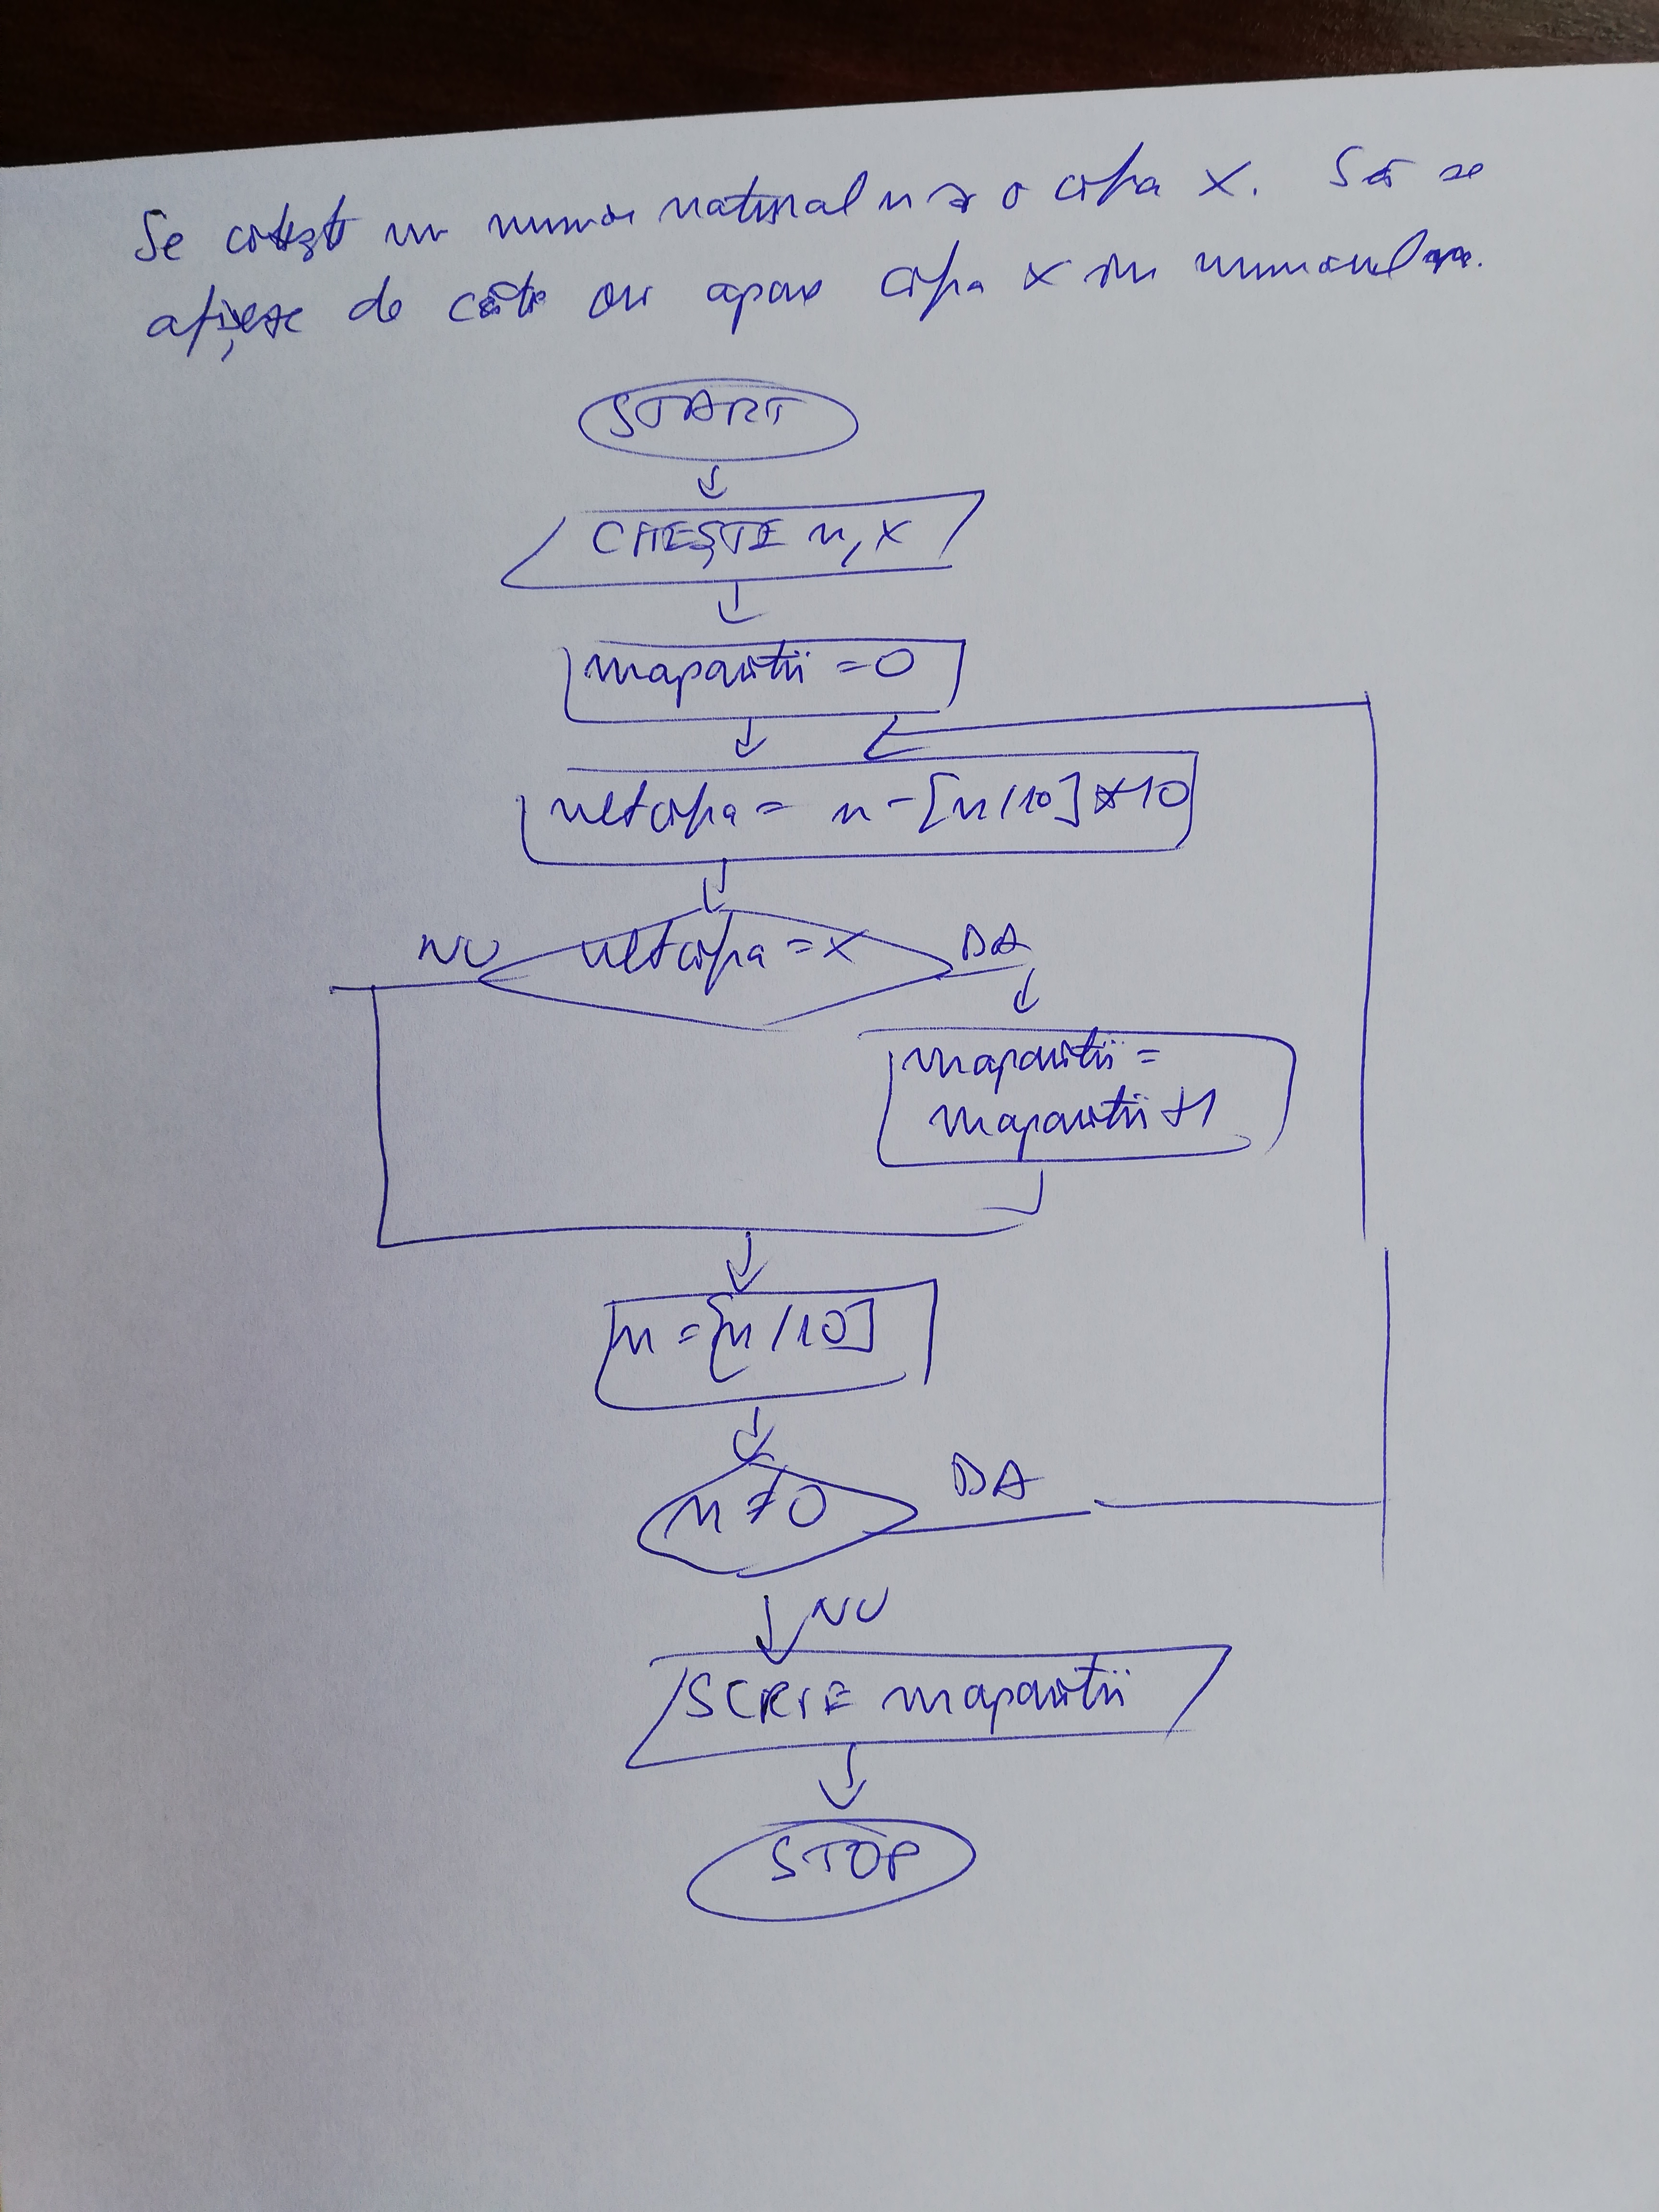 Se citește un număr natural n și o cifra x. Să se
afișeze de câte ori apare cifra x în numărul
START
CITEȘTE n, x
naparitii = 0
ultcifra = n - [n/10] * 10
NU
ultcifra = x
DA
naparitii =
naparitii + 1
n = [n/10]
n ≠ 0
DA
NU
SCRIE naparitii
STOP